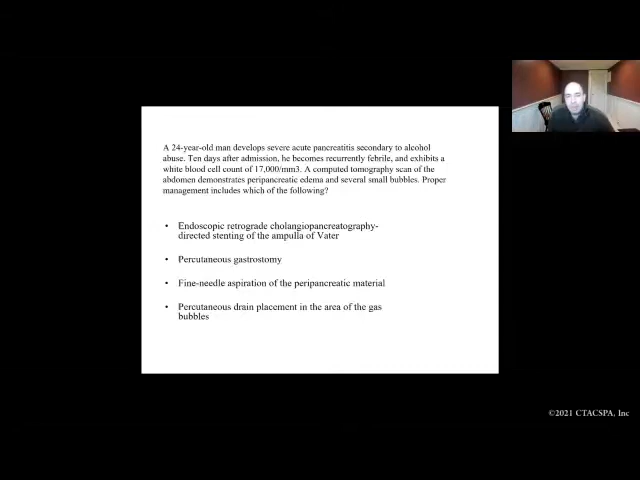 A 24-year-old man develops severe acute pancreatitis secondary to alcohol
abuse. Ten days after admission, he becomes recurrently febrile, and exhibits a
white blood cell count of 17,000/mm3. A computed tomography scan of the
abdomen demonstrates peripancreatic edema and several small bubbles. Proper
management includes which of the following?
• Endoscopic retrograde cholangiopancreatography-
directed stenting of the ampulla of Vater
• Percutaneous gastrostomy
• Fine-needle aspiration of the peripancreatic material
• Percutaneous drain placement in the area of the gas
bubbles
©2021 CTACSPA, Inc